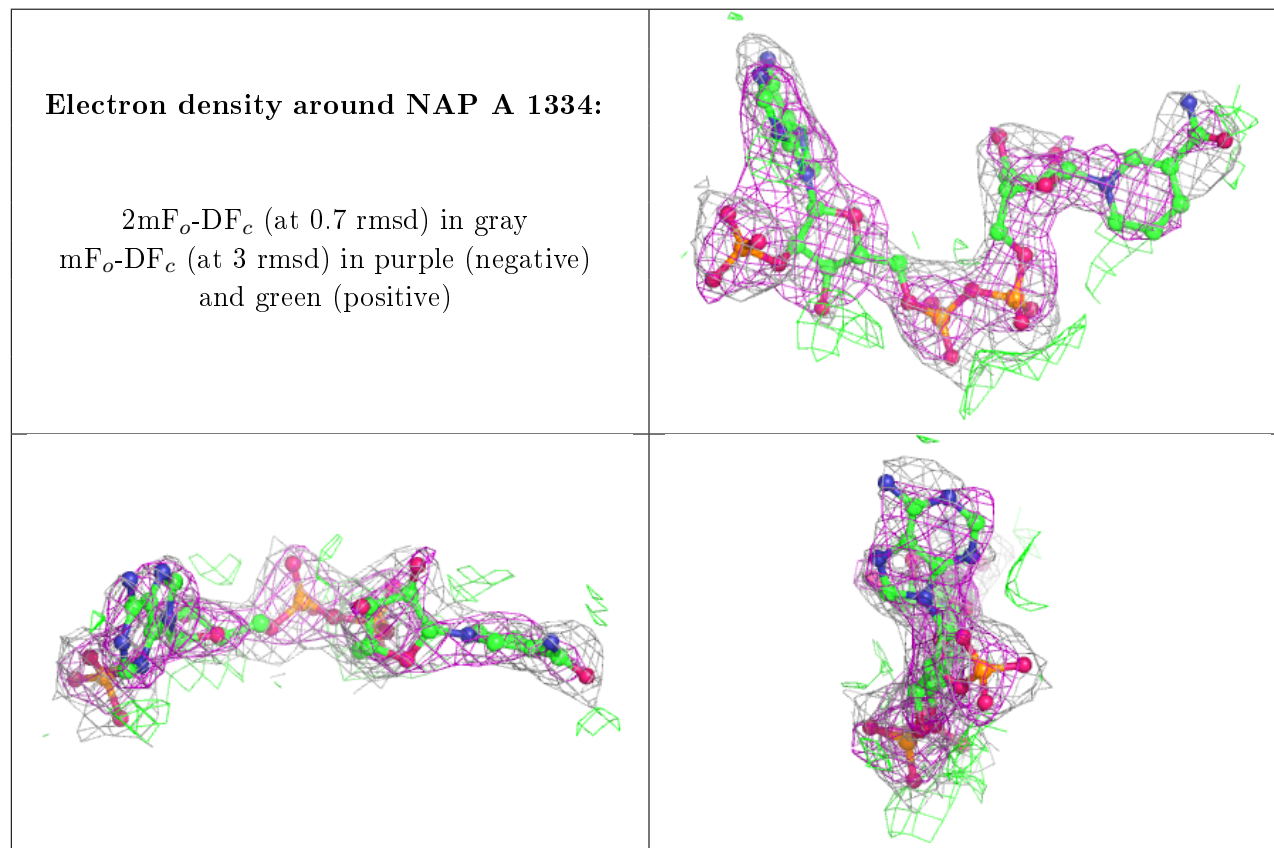 Electron density around NAP A 1334:
2mFo-DFc (at 0.7 rmsd) in gray
mFo-DFc (at 3 rmsd) in purple (negative)
and green (positive)